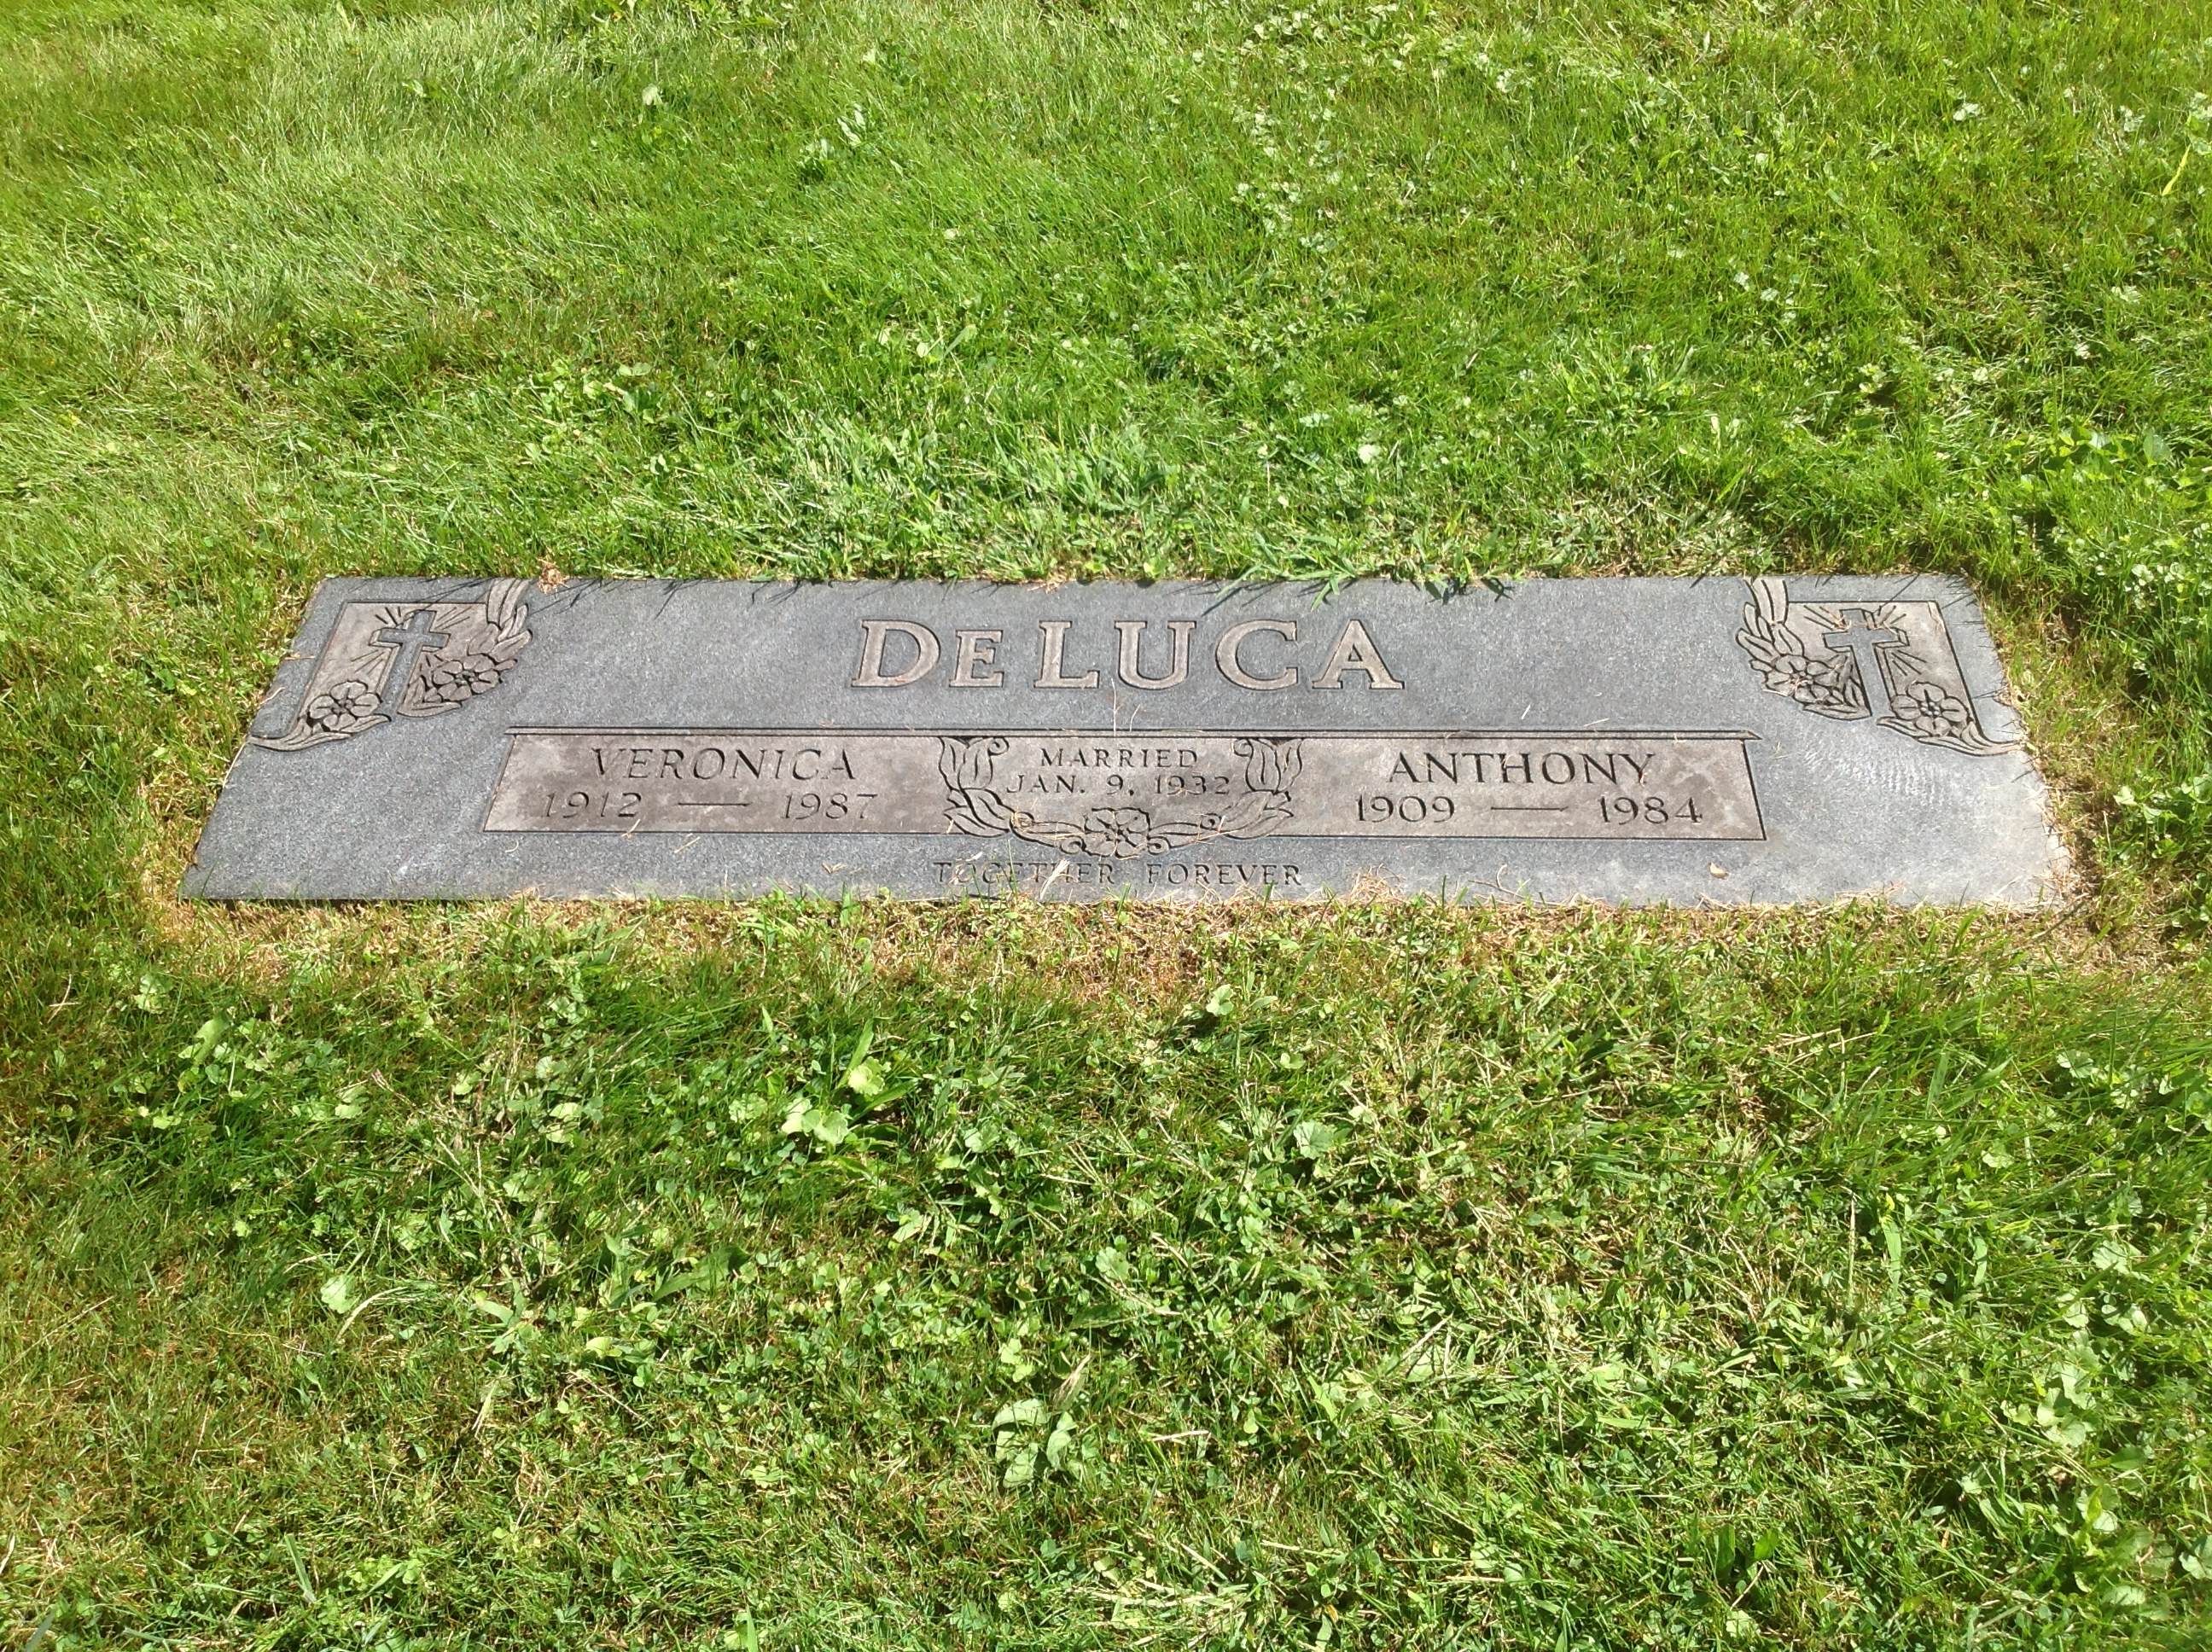 DeLUCA
VERONICA
1912 — 1987
MARRIED
JAN. 9, 1932
ANTHONY
1909 — 1984
TOGETHER FOREVER